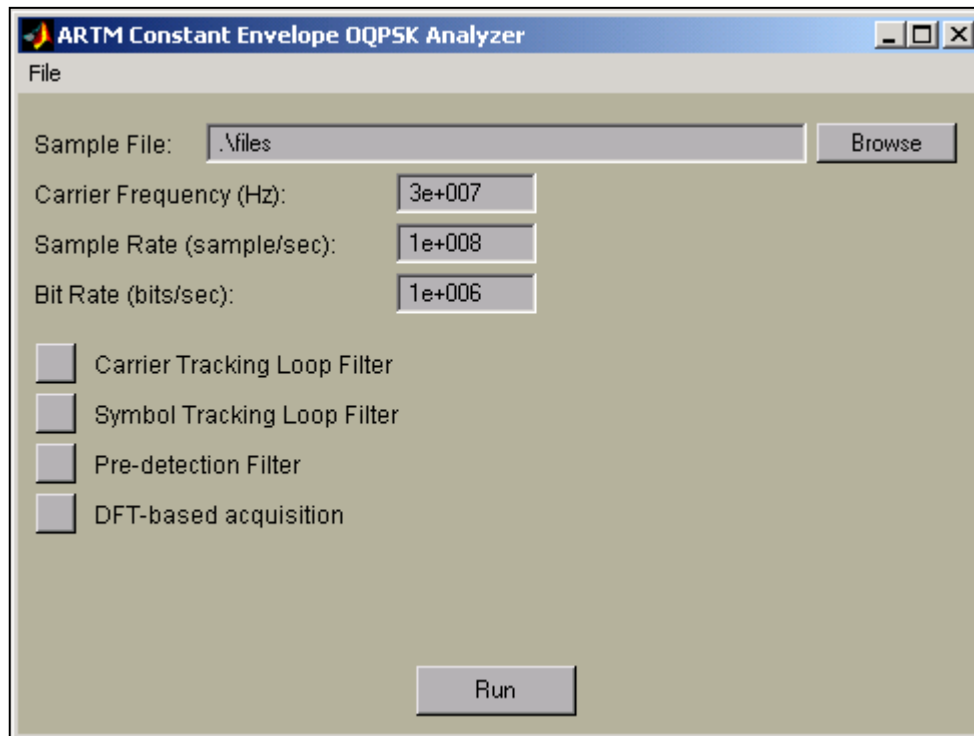 ARTM Constant Envelope OQPSK Analyzer
File
Sample File: .\files Browse
Carrier Frequency (Hz): 3e+007
Sample Rate (sample/sec): 1e+008
Bit Rate (bits/sec): 1e+006
Carrier Tracking Loop Filter
Symbol Tracking Loop Filter
Pre-detection Filter
DFT-based acquisition
Run